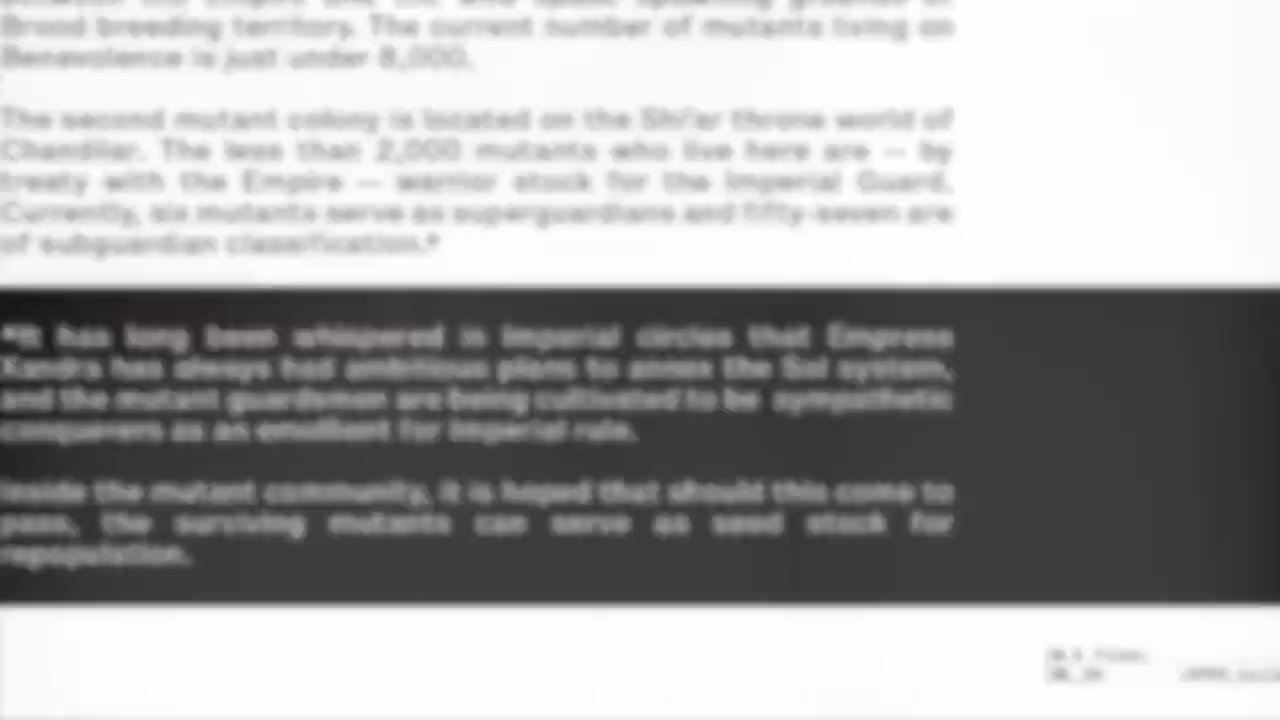 Brood breeding territory. The current number of mutants living on
Benevolence is just under 8,000.
The second mutant colony is located on the Shi'ar throne world of
Chandilar. The less than 2,000 mutants who live here are — by
treaty with the Empire — warrior stock for the Imperial Guard.
Currently, six mutants serve as superguardians and fifty-seven are
of subguardian classification.*
*It has long been whispered in Imperial circles that Empress
Xandra has always had ambitious plans to annex the Sol system,
and the mutant guardsmen are being cultivated to be sympathetic
conquerors as an emollient for Imperial rule.
Inside the mutant community, it is hoped that should this come to
pass, the surviving mutants can serve as seed stock for
repopulation.